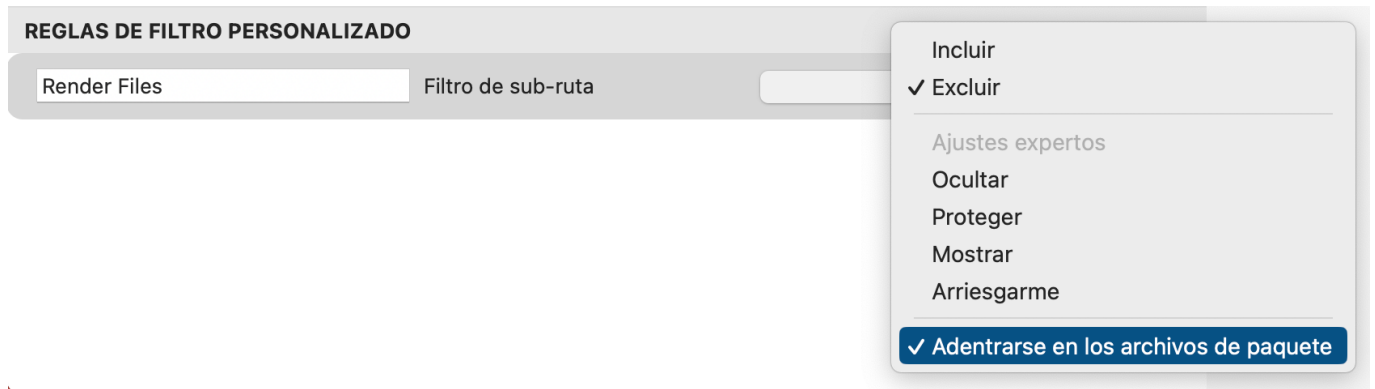 REGLAS DE FILTRO PERSONALIZADO
Render Files
Filtro de sub-ruta
Incluir
✓ Excluir
Ajustes expertos
Ocultar
Proteger
Mostrar
Arriesgarme
✓ Adentrarse en los archivos de paquete